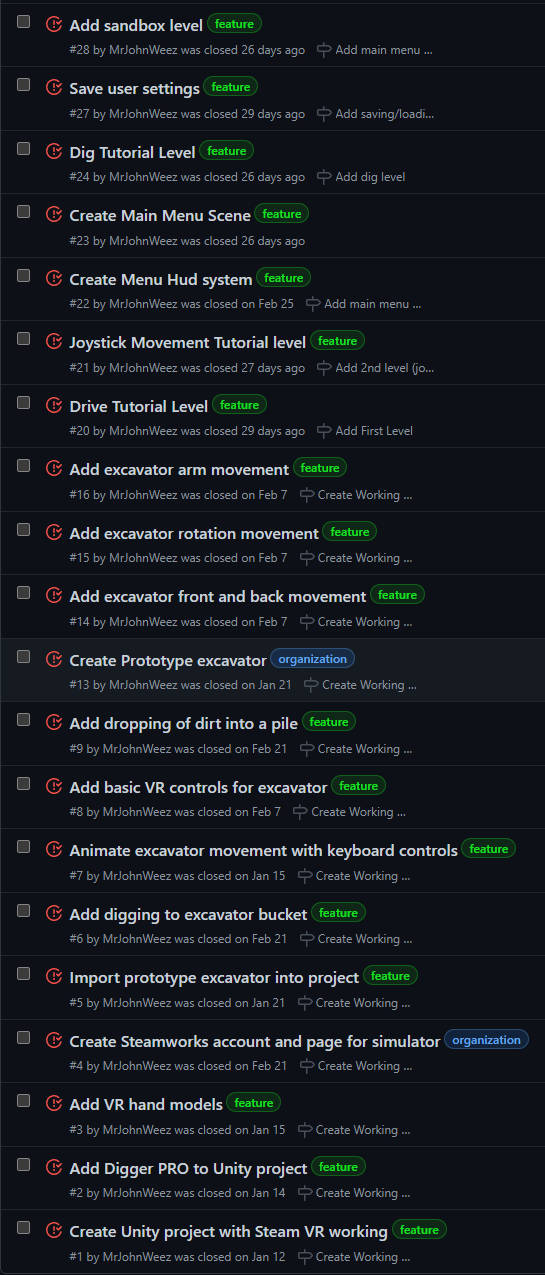 Add sandbox level feature
#28 by MrJohnWeez was closed 26 days ago Add main menu ...
Save user settings feature
#27 by MrJohnWeez was closed 29 days ago Add saving/loadi...
Dig Tutorial Level feature
#24 by MrJohnWeez was closed 26 days ago Add dig level
Create Main Menu Scene feature
#23 by MrJohnWeez was closed 26 days ago
Create Menu Hud system feature
#22 by MrJohnWeez was closed on Feb 25 Add main menu ...
Joystick Movement Tutorial level feature
#21 by MrJohnWeez was closed 27 days ago Add 2nd level (jo...
Drive Tutorial Level feature
#20 by MrJohnWeez was closed 29 days ago Add First Level
Add excavator arm movement feature
#16 by MrJohnWeez was closed on Feb 7 Create Working ...
Add excavator rotation movement feature
#15 by MrJohnWeez was closed on Feb 7 Create Working ...
Add excavator front and back movement feature
#14 by MrJohnWeez was closed on Feb 7 Create Working ...
Create Prototype excavator organization
#13 by MrJohnWeez was closed on Jan 21 Create Working ...
Add dropping of dirt into a pile feature
#9 by MrJohnWeez was closed on Feb 21 Create Working ...
Add basic VR controls for excavator feature
#8 by MrJohnWeez was closed on Feb 7 Create Working ...
Animate excavator movement with keyboard controls feature
#7 by MrJohnWeez was closed on Jan 15 Create Working ...
Add digging to excavator bucket feature
#6 by MrJohnWeez was closed on Feb 21 Create Working ...
Import prototype excavator into project feature
#5 by MrJohnWeez was closed on Jan 21 Create Working ...
Create Steamworks account and page for simulator organization
#4 by MrJohnWeez was closed on Feb 21 Create Working ...
Add VR hand models feature
#3 by MrJohnWeez was closed on Jan 15 Create Working ...
Add Digger PRO to Unity project feature
#2 by MrJohnWeez was closed on Jan 14 Create Working ...
Create Unity project with Steam VR working feature
#1 by MrJohnWeez was closed on Jan 12 Create Working ...